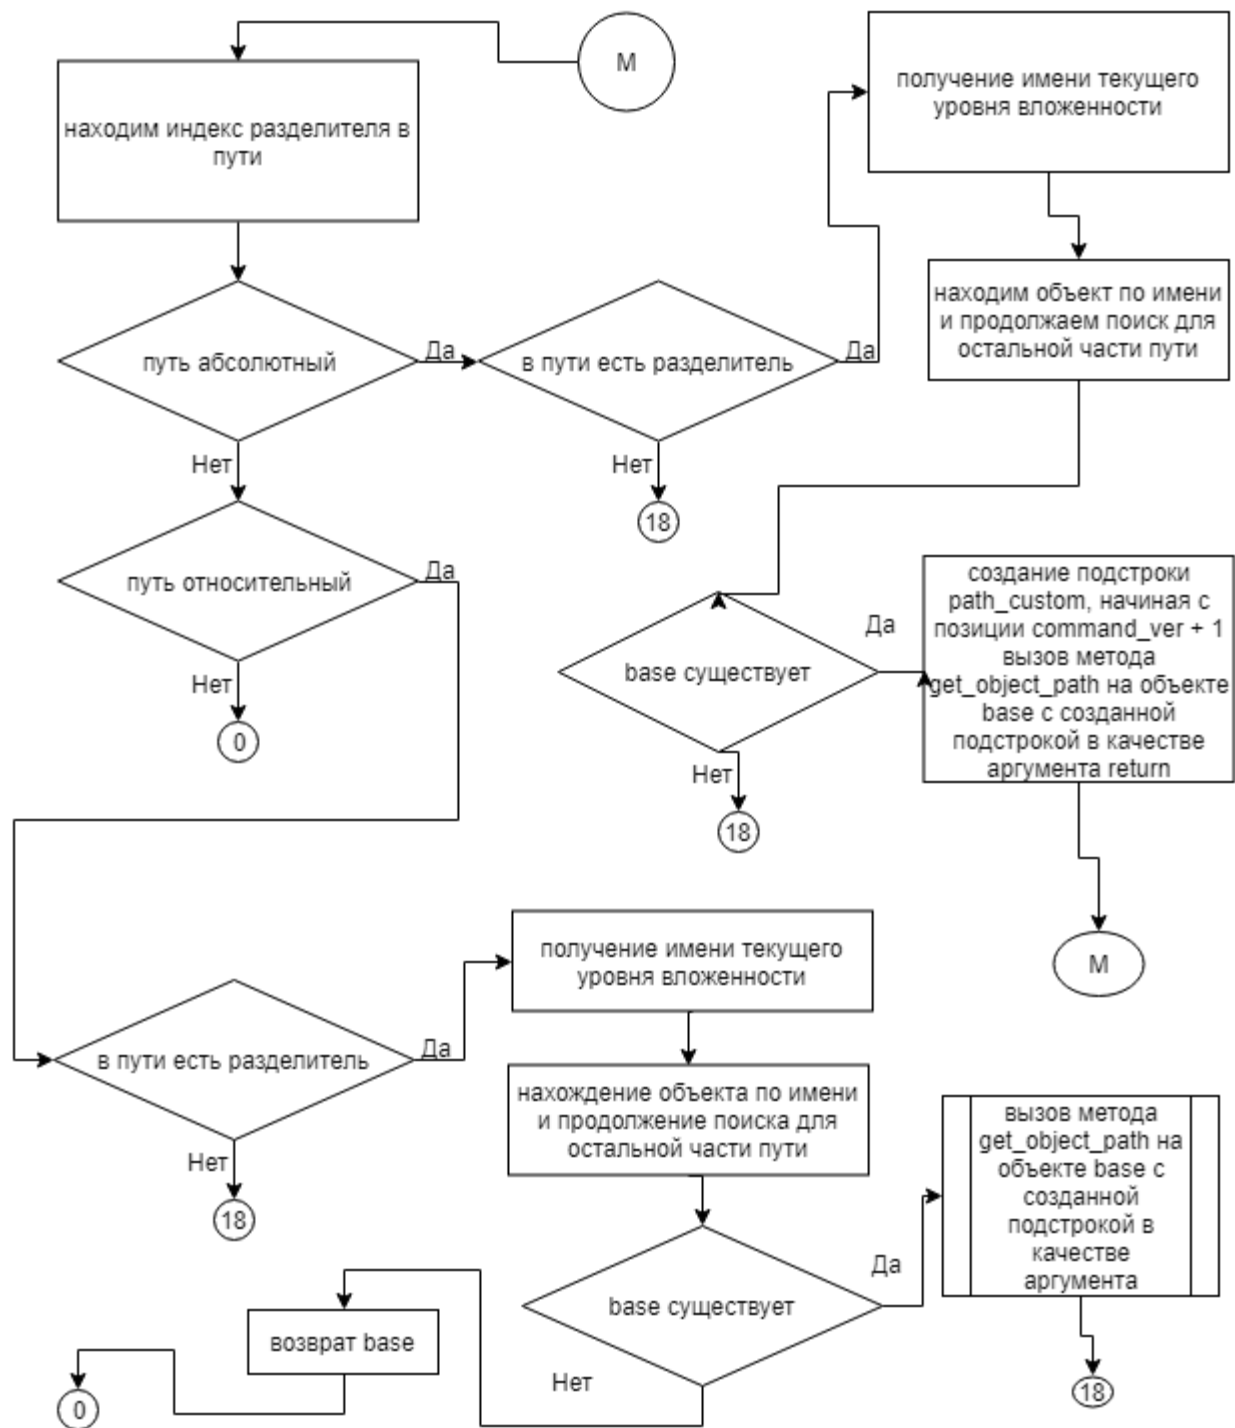 M
находим индекс разделителя в
пути
получение имени текущего
уровня вложенности
путь абсолютный
Да
в пути есть разделитель
Да
находим объект по имени
и продолжаем поиск для
остальной части пути
Нет
Нет
18
путь относительный
Да
Нет
0
base существует
Да
создание подстроки
path_custom, начиная с
позиции command_ver + 1
вызов метода
get_object_path на объекте
base с созданной
подстрокой в качестве
аргумента return
Нет
18
M
получение имени текущего
уровня вложенности
в пути есть разделитель
Да
нахождение объекта по имени
и продолжение поиска для
остальной части пути
Нет
18
вызов метода
get_object_path на
объекте base с
созданной
подстрокой в
качестве
аргумента
base существует
Да
Нет
возврат base
0
18